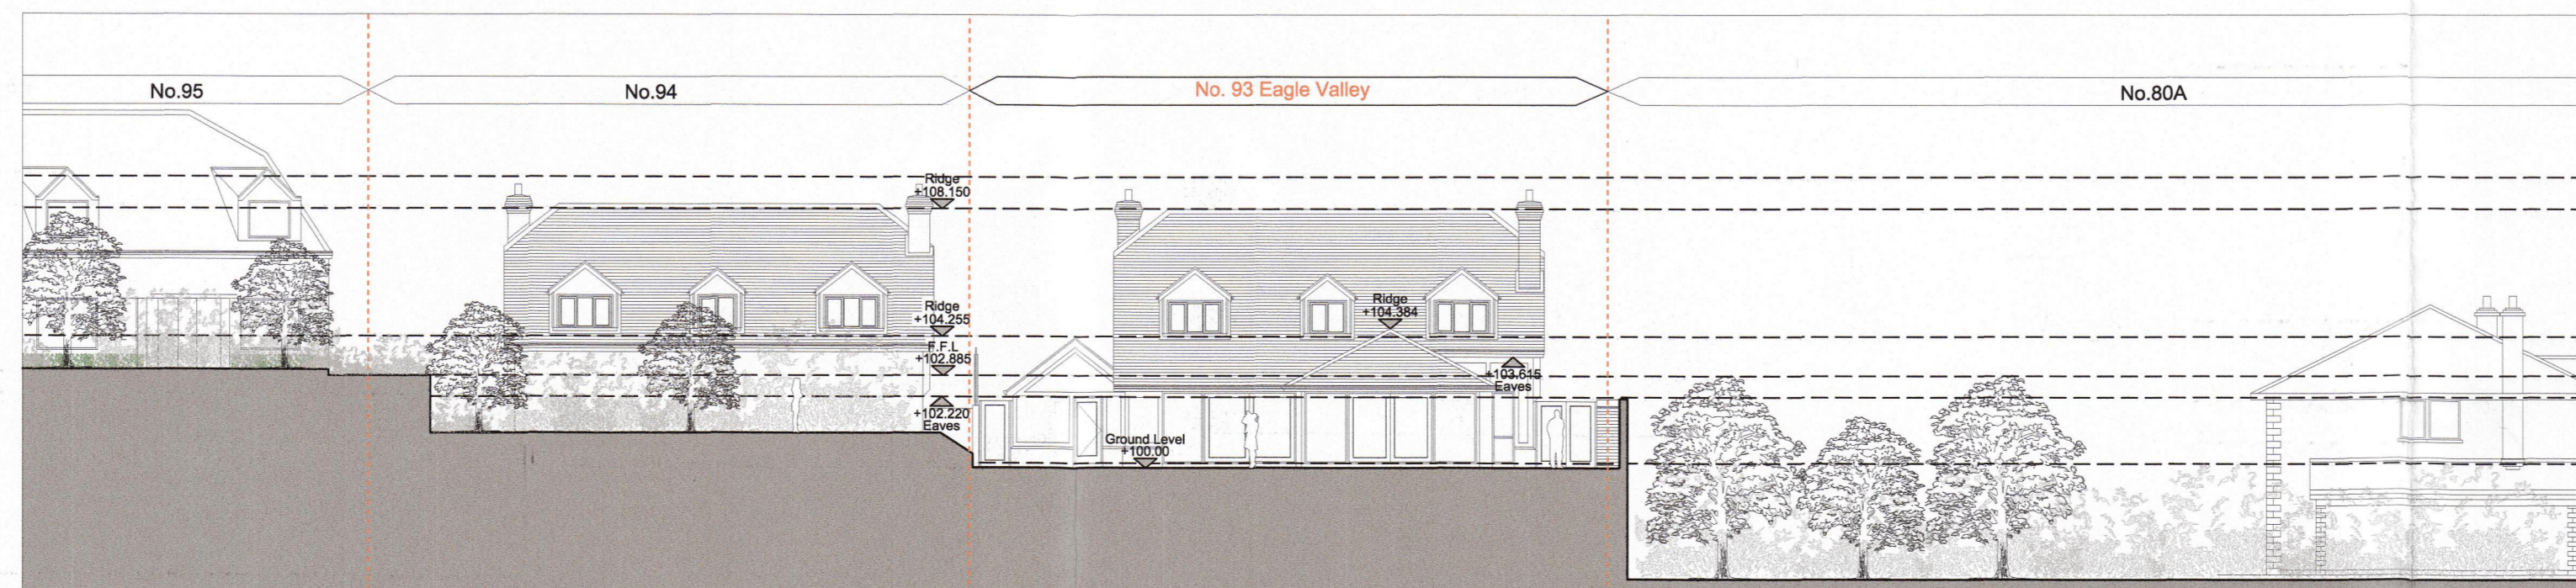 No.95
No.94
No. 93 Eagle Valley
No.80A
Ridge
+108.150
Ridge
+104.255
F.F.L
+102.885
+102.220
Eaves
Ridge
+104.384
+103.615
Eaves
Ground Level
+100.00